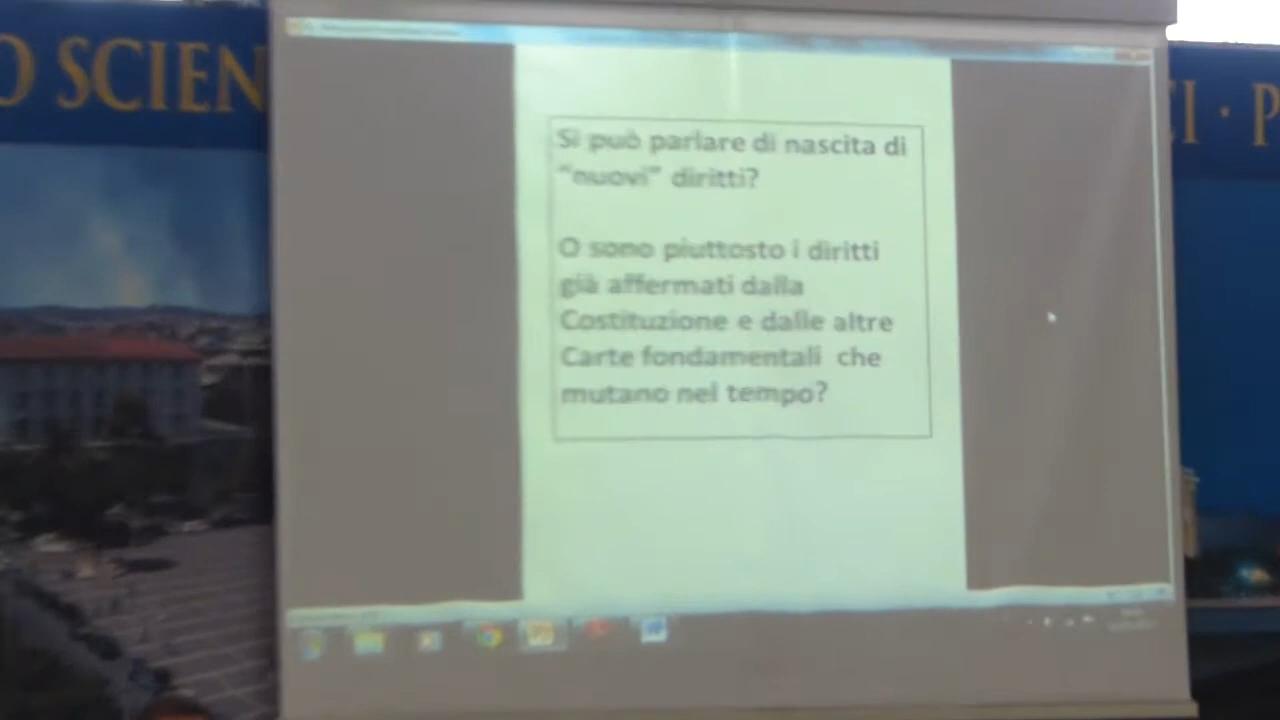 O SCIEN
CI · P
Si può parlare di nascita di
"nuovi" diritti?
O sono piuttosto i diritti
già affermati dalla
Costituzione e dalle altre
Carte fondamentali che
mutano nel tempo?